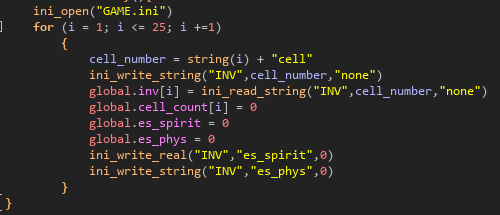 ini_open("GAME.ini")
for (i = 1; i <= 25; i +=1)
{
cell_number = string(i) + "cell"
ini_write_string("INV",cell_number,"none")
global.inv[i] = ini_read_string("INV",cell_number,"none")
global.cell_count[i] = 0
global.es_spirit = 0
global.es_phys = 0
ini_write_real("INV","es_spirit",0)
ini_write_string("INV","es_phys",0)
}
}